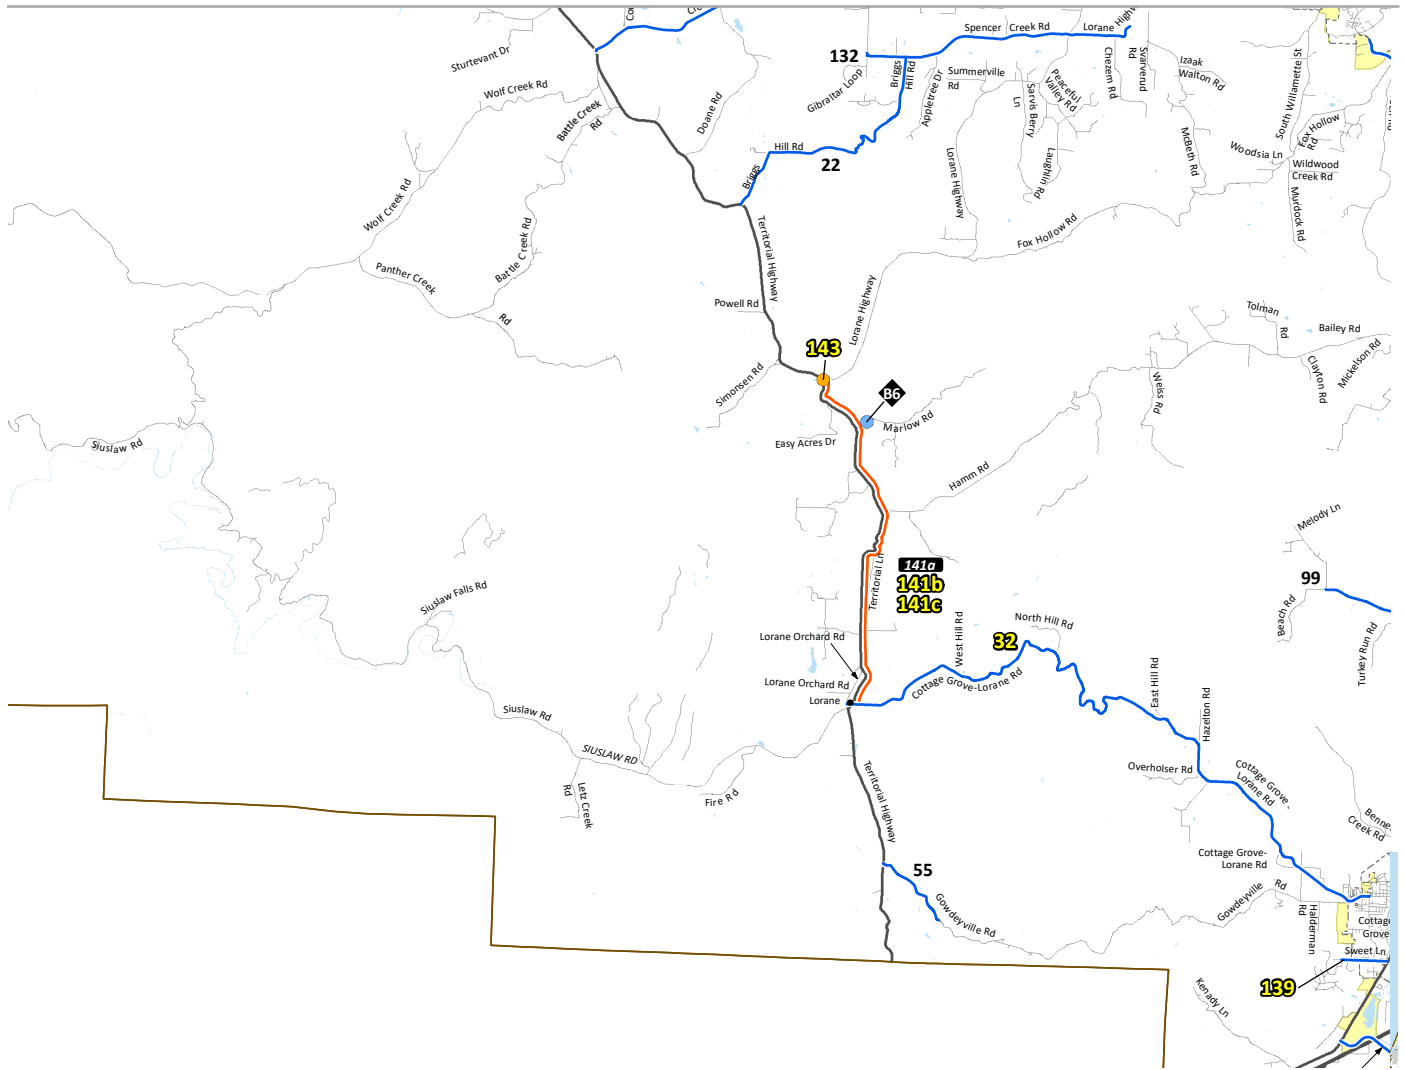 Spencer Creek Rd
Lorane
132
Sturtevant Dr
Wolf Creek Rd
Battle Creek
Rd
Doane Rd
Gibraltar Loop
Briggs
Hill Rd
Appletree Dr
Summerville
Rd
Sarvis Berry
Ln
Peaceful
Valley Rd
Chezem Rd
Svarverud
Rd
Izaak
Walton Rd
South Willamette St
Fox Hollow
Rd
Woodsia Ln
Wildwood
Creek Rd
Murdock Rd
McBeth Rd
Laughlin Rd
Lorane Highway
Fox Hollow Rd
Hill Rd
Briggs
22
Wolf Creek Rd
Panther Creek
Rd
Battle Creek Rd
Territorial Highway
Powell Rd
Lorane Highway
143
B6
Simonsen Rd
Easy Acres Dr
Marlow Rd
Tolman
Rd
Bailey Rd
Clayton Rd
Mickelson Rd
Weiss Rd
Hamm Rd
Siuslaw Rd
Melody Ln
99
Beach Rd
Turkey Run Rd
141a
141b
141c
Territorial Ln
Siuslaw Falls Rd
Lorane Orchard Rd
Lorane Orchard Rd
Lorane
West Hill Rd
North Hill Rd
32
Cottage Grove-Lorane Rd
East Hill Rd
Hazelton Rd
Overholser Rd
Cottage Grove-
Lorane Rd
Siuslaw Rd
SIUSLAW RD
Letz Creek
Rd
Fire Rd
Territorial Highway
55
Gowdeyville Rd
Cottage Grove-
Lorane Rd
Gowdeyville Rd
Halderman
Rd
Creek Rd
Sweet Ln
139
Kenady Ln